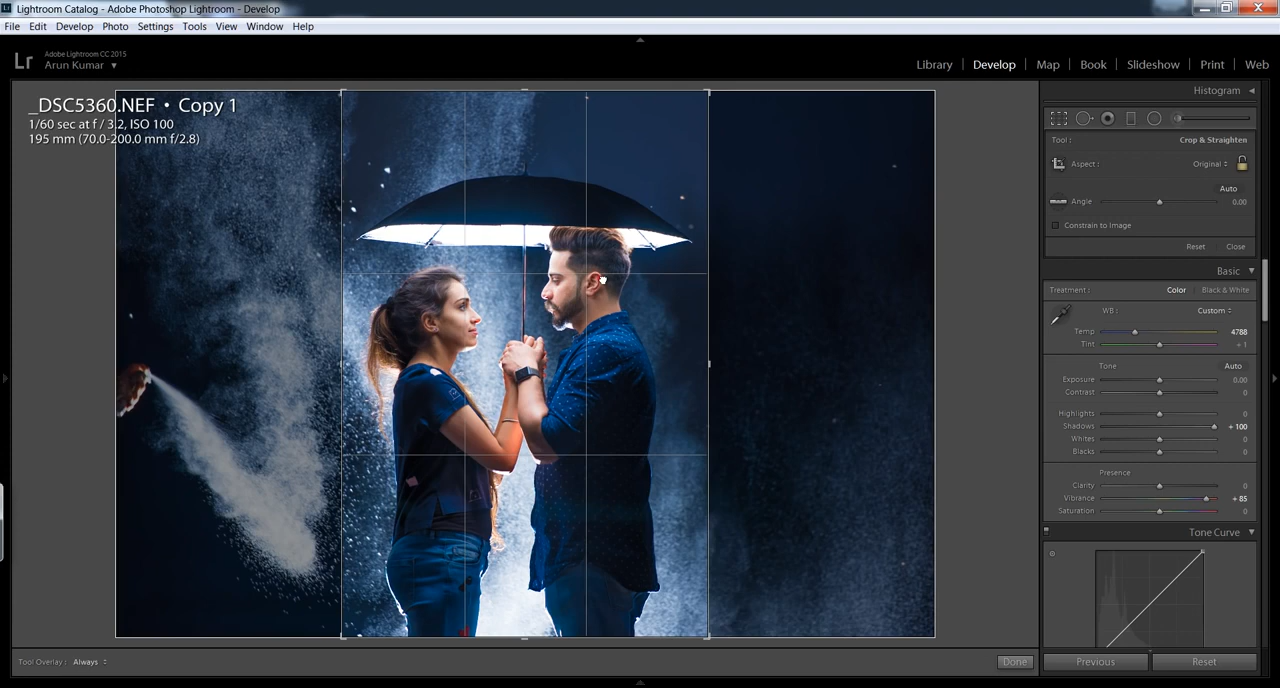 Lightroom Catalog - Adobe Photoshop Lightroom - Develop
File Edit Develop Photo Settings Tools View Window Help
Lr
Adobe Lightroom CC 2015
Arun Kumar
Library | Develop | Map | Book | Slideshow | Print | Web
_DSC5360.NEF • Copy 1
1/60 sec at f / 3.2, ISO 100
195 mm (70.0-200.0 mm f/2.8)
Histogram
Tool : Crop & Straighten
Aspect : Original
Auto
Angle 0.00
Constrain to Image
Reset Close
Basic
Treatment : Color | Black & White
WB : Custom
Temp 4788
Tint + 1
Tone Auto
Exposure 0.00
Contrast 0
Highlights 0
Shadows + 100
Whites 0
Blacks 0
Presence
Clarity 0
Vibrance + 85
Saturation 0
Tone Curve
Tool Overlay : Always
Done
Previous Reset